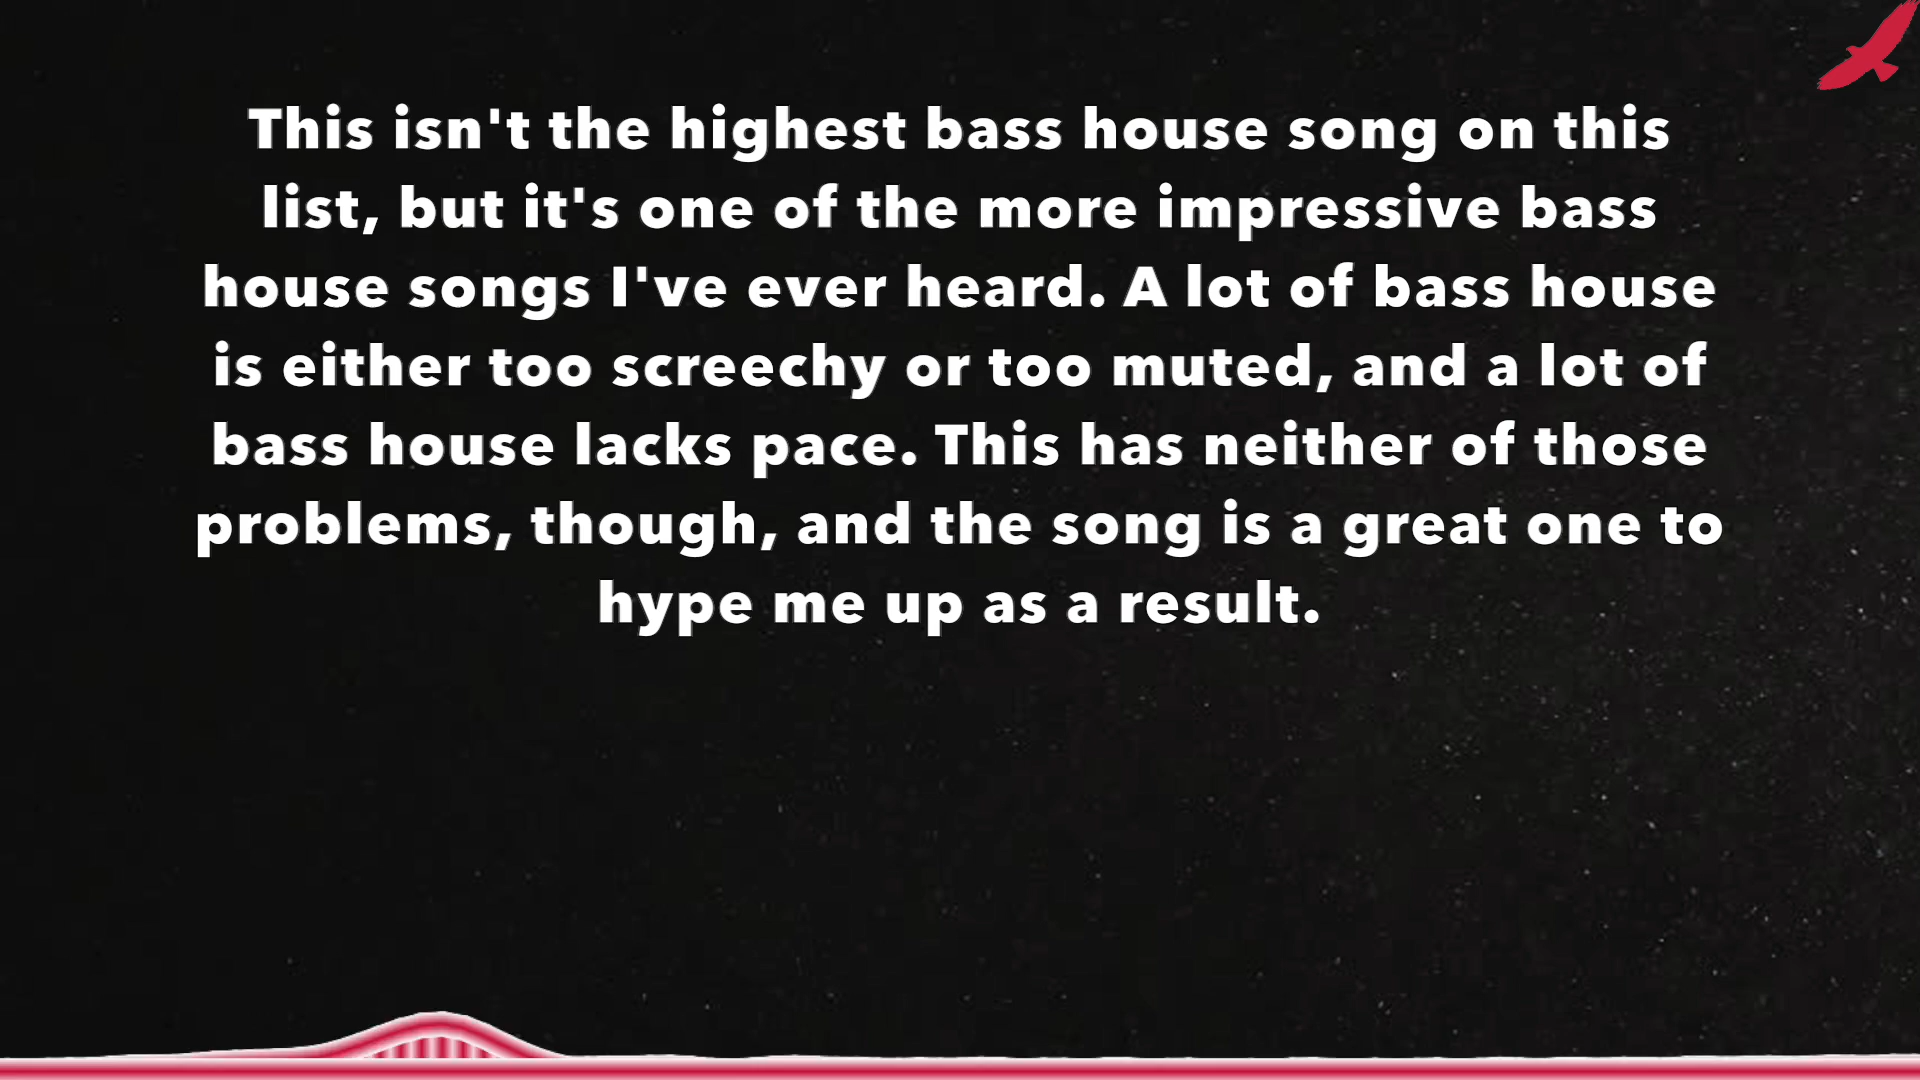 This isn't the highest bass house song on this
list, but it's one of the more impressive bass
house songs I've ever heard. A lot of bass house
is either too screechy or too muted, and a lot of
bass house lacks pace. This has neither of those
problems, though, and the song is a great one to
hype me up as a result.